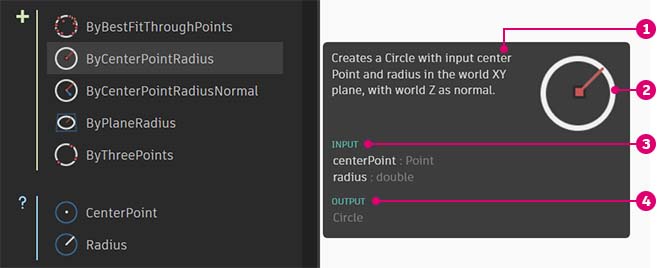 +
ByBestFitThroughPoints
ByCenterPointRadius
ByCenterPointRadiusNormal
ByPlaneRadius
ByThreePoints
?
CenterPoint
Radius
1
Creates a Circle with input center
Point and radius in the world XY
plane, with world Z as normal.
2
INPUT
3
centerPoint : Point
radius : double
OUTPUT
4
Circle